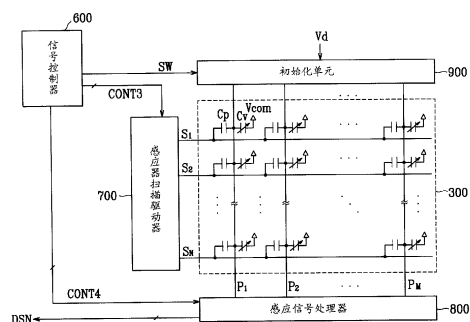 600
信号控制器
Vd
SW
初始化单元
900
CONT3
Vcom
Cp
Cv
S1
S2
SN
感应器扫描驱动器
700
300
P1
P2
PM
CONT4
感应信号处理器
800
DSN